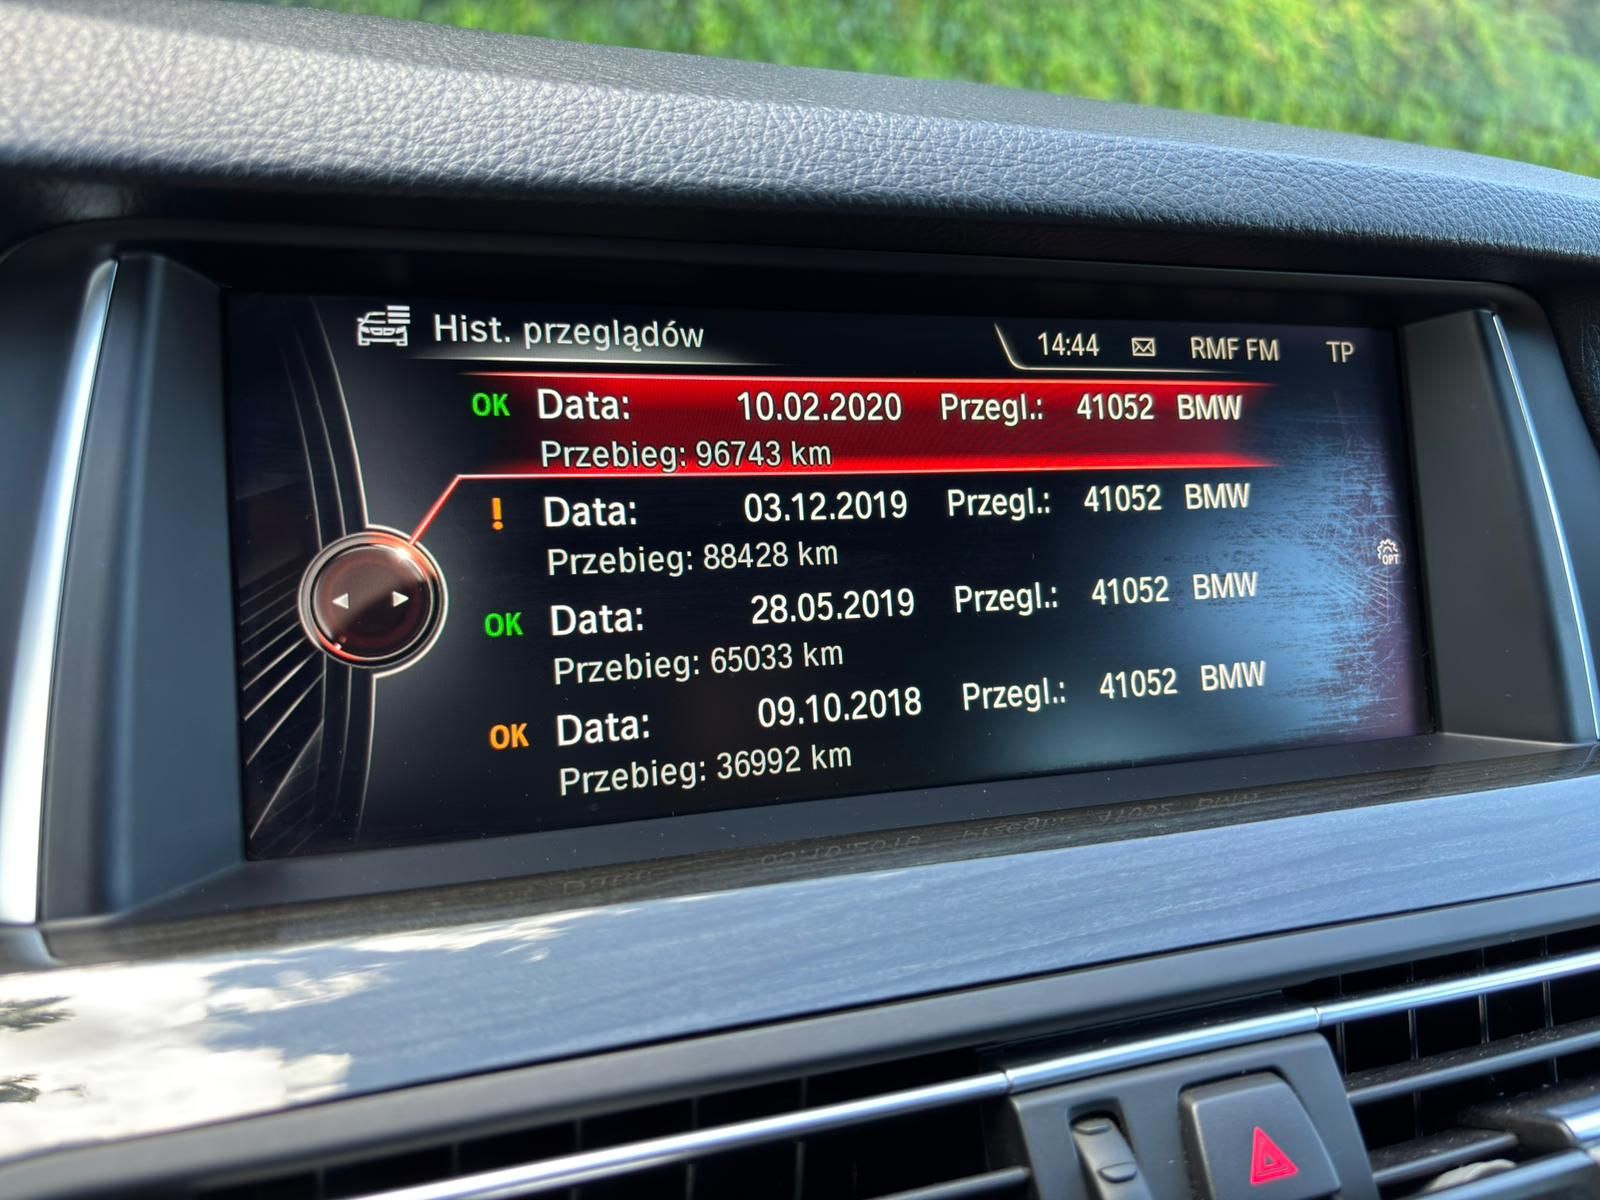 Hist. przeglądów
14:44 RMF FM TP
OK Data: 10.02.2020 Przegl.: 41052 BMW
Przebieg: 96743 km
! Data: 03.12.2019 Przegl.: 41052 BMW
Przebieg: 88428 km
OK Data: 28.05.2019 Przegl.: 41052 BMW
Przebieg: 65033 km
OK Data: 09.10.2018 Przegl.: 41052 BMW
Przebieg: 36992 km
OPT